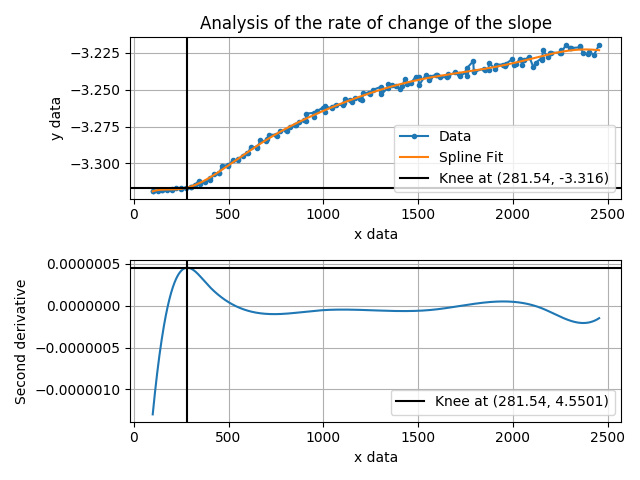 Analysis of the rate of change of the slope
y data
−3.225
−3.250
−3.275
−3.300
Data
Spline Fit
Knee at (281.54, -3.316)
0 500 1000 1500 2000 2500
x data
Second derivative
0.0000005
0.0000000
−0.0000005
−0.0000010
Knee at (281.54, 4.5501)
0 500 1000 1500 2000 2500
x data